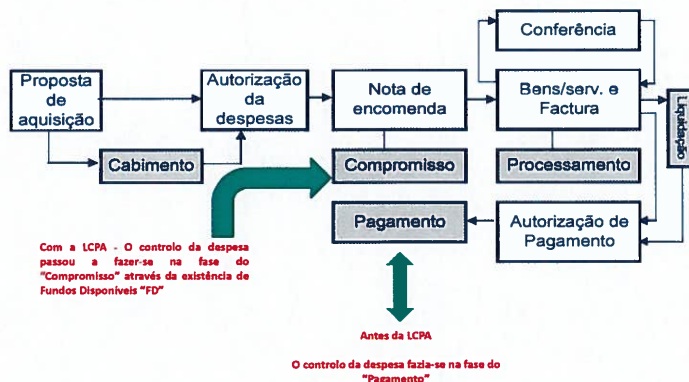 Conferência
Proposta
de
aquisição
Autorização
da
despesas
Nota de
encomenda
Bens/serv. e
Factura
Liquidação
Cabimento
Compromisso
Processamento
Pagamento
Autorização de
Pagamento
Com a LCPA - O controlo da despesa
passou a fazer-se na fase do
"Compromisso" através da existência de
Fundos Disponíveis "FD"
Antes da LCPA
O controlo da despesa fazia-se na fase do
"Pagamento"